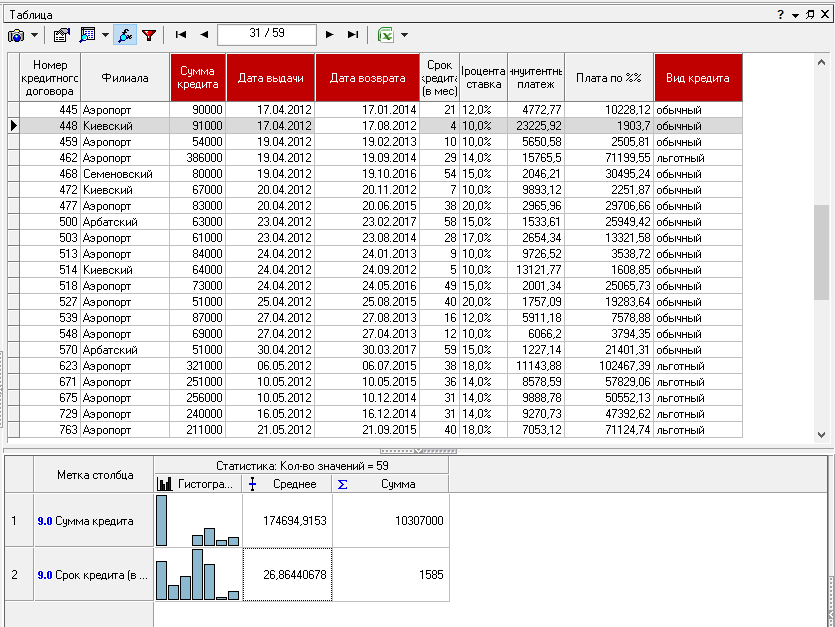 Таблица
31 / 59
Номер кредитного договора Филиала Сумма кредита Дата выдачи Дата возврата Срок кредита (в мес) Процента ставка нуитентнь платеж Плата по %% Вид кредита
445 Аэропорт 90000 17.04.2012 17.01.2014 21 12,0% 4772,77 10228,12 обычный
448 Киевский 91000 17.04.2012 17.08.2012 4 10,0% 23225,92 1903,7 обычный
459 Аэропорт 54000 19.04.2012 19.02.2013 10 10,0% 5650,58 2505,81 обычный
462 Аэропорт 386000 19.04.2012 19.09.2014 29 14,0% 15765,5 71199,55 льготный
468 Семеновский 80000 19.04.2012 19.10.2016 54 15,0% 2046,21 30495,24 обычный
472 Киевский 67000 20.04.2012 20.11.2012 7 10,0% 9893,12 2251,87 обычный
477 Аэропорт 83000 20.04.2012 20.06.2015 38 20,0% 2965,96 29706,66 обычный
500 Арбатский 63000 23.04.2012 23.02.2017 58 15,0% 1533,61 25949,42 обычный
503 Аэропорт 61000 23.04.2012 23.08.2014 28 17,0% 2654,34 13321,58 обычный
513 Аэропорт 84000 24.04.2012 24.01.2013 9 10,0% 9726,52 3538,72 обычный
514 Киевский 64000 24.04.2012 24.09.2012 5 10,0% 13121,77 1608,85 обычный
518 Аэропорт 73000 24.04.2012 24.05.2016 49 15,0% 2001,34 25065,73 обычный
527 Аэропорт 51000 25.04.2012 25.08.2015 40 20,0% 1757,09 19283,64 обычный
539 Аэропорт 87000 27.04.2012 27.08.2013 16 12,0% 5911,18 7578,88 обычный
548 Аэропорт 69000 27.04.2012 27.04.2013 12 10,0% 6066,2 3794,35 обычный
570 Арбатский 51000 30.04.2012 30.03.2017 59 15,0% 1227,14 21401,31 обычный
623 Аэропорт 321000 06.05.2012 06.07.2015 38 18,0% 11143,88 102467,39 льготный
671 Аэропорт 251000 10.05.2012 10.05.2015 36 14,0% 8578,59 57829,06 льготный
675 Аэропорт 256000 10.05.2012 10.12.2014 31 14,0% 9888,78 50552,13 льготный
729 Аэропорт 240000 16.05.2012 16.12.2014 31 14,0% 9270,73 47392,62 льготный
763 Аэропорт 211000 21.05.2012 21.09.2015 40 18,0% 7053,12 71124,74 льготный
Метка столбца Статистика: Кол-во значений = 59
Гистогра... Среднее Σ Сумма
1 9.0 Сумма кредита 174694,9153 10307000
2 9.0 Срок кредита (в ... 26,86440678 1585